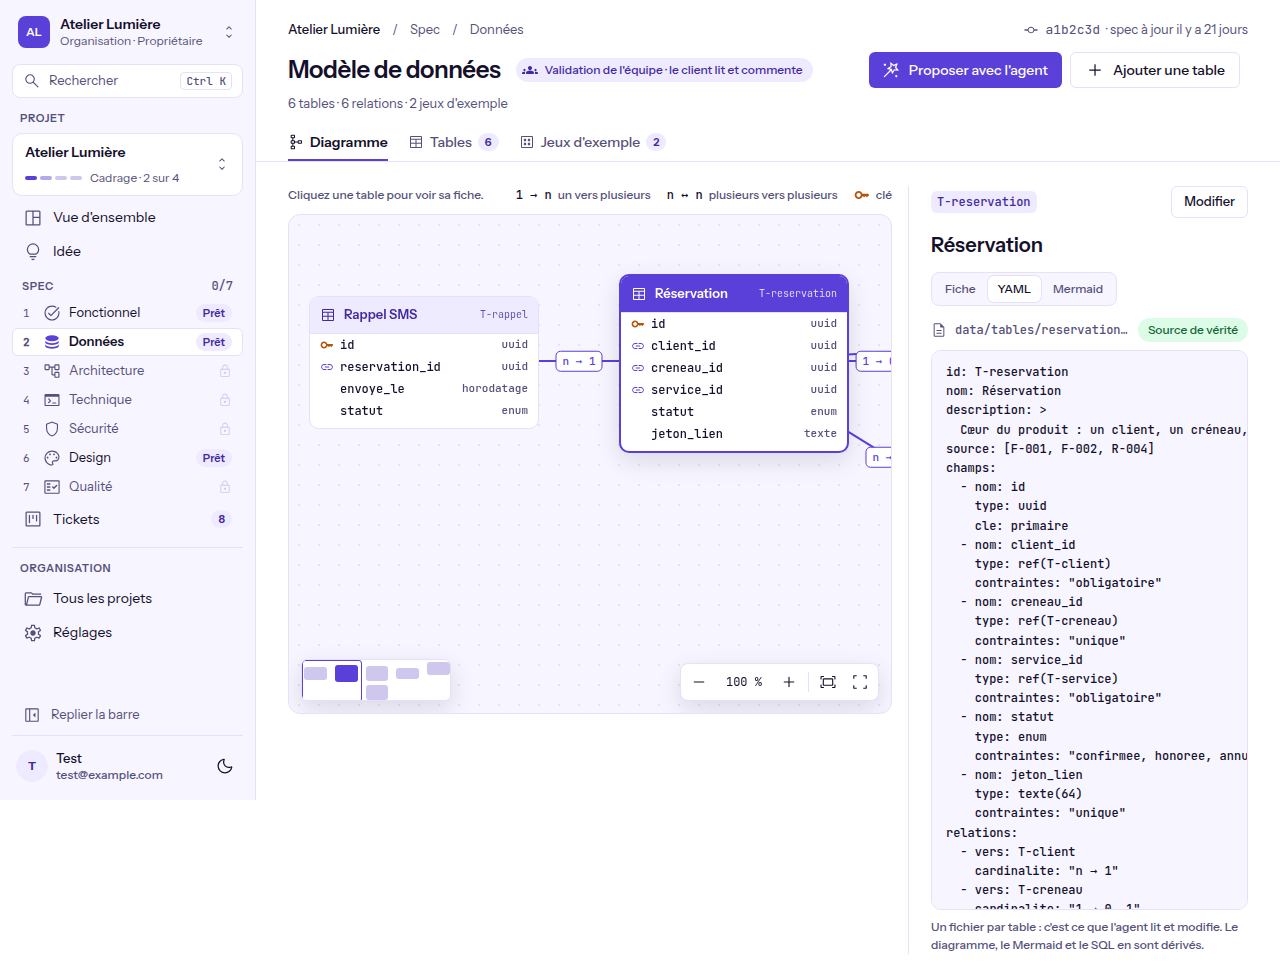 AL
Atelier Lumière
Organisation · Propriétaire
Rechercher
Ctrl K
PROJET
Atelier Lumière
Cadrage · 2 sur 4
Vue d'ensemble
Idée
SPEC 0/7
1 Fonctionnel Prêt
2 Données Prêt
3 Architecture
4 Technique
5 Sécurité
6 Design Prêt
7 Qualité
Tickets 8
ORGANISATION
Tous les projets
Réglages
Replier la barre
T
Test
test@example.com
Atelier Lumière / Spec / Données
a1b2c3d · spec à jour il y a 21 jours
Modèle de données
Validation de l'équipe · le client lit et commente
Proposer avec l'agent
Ajouter une table
6 tables · 6 relations · 2 jeux d'exemple
Diagramme
Tables 6
Jeux d'exemple 2
Cliquez une table pour voir sa fiche.
1 → n un vers plusieurs
n ↔ n plusieurs vers plusieurs
clé
Rappel SMS T-rappel
id uuid
reservation_id uuid
envoye_le horodatage
statut enum
n → 1
Réservation T-reservation
id uuid
client_id uuid
creneau_id uuid
service_id uuid
statut enum
jeton_lien texte
1 →
n →
100 %
T-reservation
Modifier
Réservation
Fiche
YAML
Mermaid
data/tables/reservation…
Source de vérité
id: T-reservation
nom: Réservation
description: >
Cœur du produit : un client, un créneau,
source: [F-001, F-002, R-004]
champs:
- nom: id
type: uuid
cle: primaire
- nom: client_id
type: ref(T-client)
contraintes: "obligatoire"
- nom: creneau_id
type: ref(T-creneau)
contraintes: "unique"
- nom: service_id
type: ref(T-service)
contraintes: "obligatoire"
- nom: statut
type: enum
contraintes: "confirmee, honoree, annu
- nom: jeton_lien
type: texte(64)
contraintes: "unique"
relations:
- vers: T-client
cardinalite: "n → 1"
- vers: T-creneau
cardinalite: "1 → 0..1"
Un fichier par table : c'est ce que l'agent lit et modifie. Le
diagramme, le Mermaid et le SQL en sont dérivés.